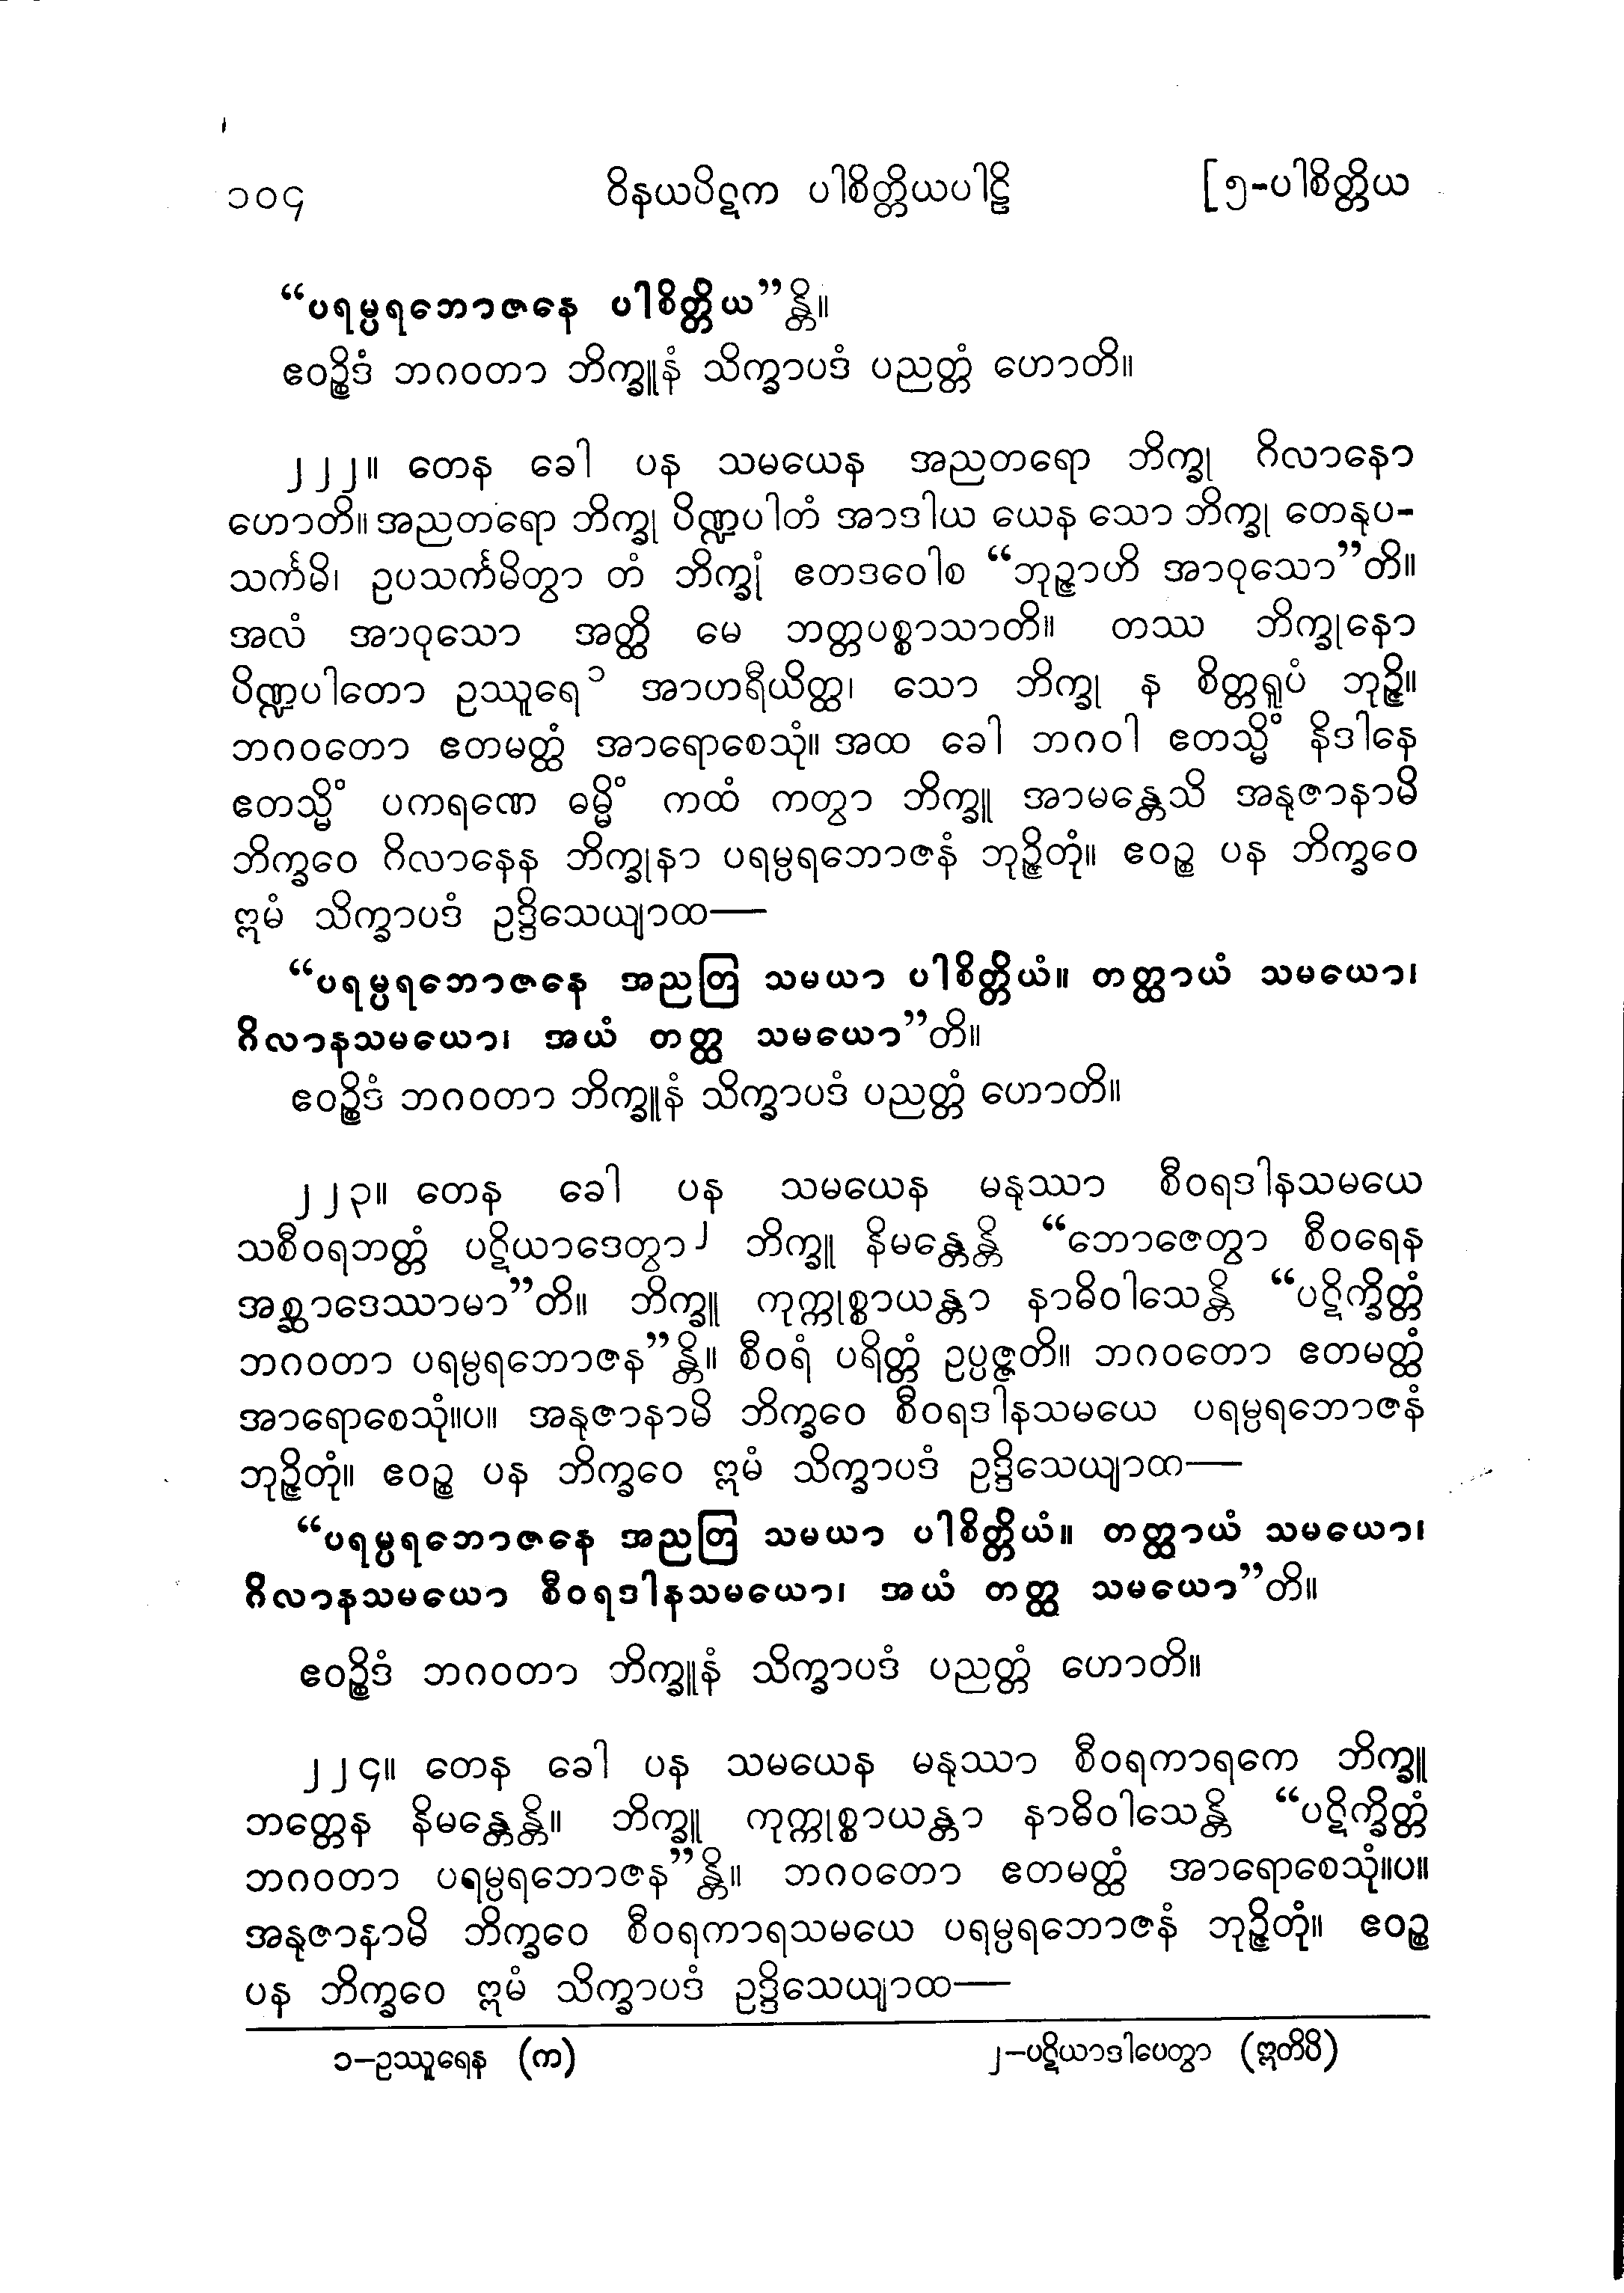 ၁၀၄ ဝိနယပိဋက ပါစိတ္တိယပါဠိ [၅-ပါစိတ္တိယ
“ပရမ္ပရဘောဇနေ ပါစိတ္တိယ”န္တိ။
ဧဝဉ္စိဒံ ဘဂဝတာ ဘိက္ခူနံ သိက္ခာပဒံ ပညတ္တံ ဟောတိ။
၂၂၂။ တေန ခေါ ပန သမယေန အညတရော ဘိက္ခု ဂိလာနော
ဟောတိ။ အညတရော ဘိက္ခု ပိဏ္ဍပါတံ အာဒါယ ယေန သော ဘိက္ခု တေနုပ-
သင်္ကမိ၊ ဥပသင်္ကမိတွာ တံ ဘိက္ခုံ ဧတဒဝေါစ “ဘုဉ္ဇာဟိ အာဝုသော”တိ။
အလံ အာဝုသော အတ္ထိ မေ ဘတ္တပစ္စာသာတိ။ တဿ ဘိက္ခုနော
ပိဏ္ဍပါတော ဥဿူရေ ၁ အာဟရီယိတ္ထ၊ သော ဘိက္ခု န စိတ္တရူပံ ဘုဉ္ဇိ။
ဘဂဝတော ဧတမတ္ထံ အာရောစေသုံ။ အထ ခေါ ဘဂဝါ ဧတသ္မိံ နိဒါနေ
ဧတသ္မိံ ပကရဏေ ဓမ္မိံ ကထံ ကတွာ ဘိက္ခူ အာမန္တေသိ အနုဇာနာမိ
ဘိက္ခဝေ ဂိလာနေန ဘိက္ခုနာ ပရမ္ပရဘောဇနံ ဘုဉ္ဇိတုံ။ ဧဝဉ္စ ပန ဘိက္ခဝေ
ဣမံ သိက္ခာပဒံ ဥဒ္ဒိသေယျာထ—
“ပရမ္ပရဘောဇနေ အညတြ သမယာ ပါစိတ္တိယံ။ တတ္ထာယံ သမယော၊
ဂိလာနသမယော၊ အယံ တတ္ထ သမယော”တိ။
ဧဝဉ္စိဒံ ဘဂဝတာ ဘိက္ခူနံ သိက္ခာပဒံ ပညတ္တံ ဟောတိ။
၂၂၃။ တေန ခေါ ပန သမယေန မနုဿာ စီဝရဒါနသမယေ
သစီဝရဘတ္တံ ပဋိယာဒေတွာ ၂ ဘိက္ခူ နိမန္တေန္တိ “ဘောဇေတွာ စီဝရေန
အစ္ဆာဒေဿာမာ”တိ။ ဘိက္ခူ ကုက္ကုစ္စာယန္တာ နာဓိဝါသေန္တိ “ပဋိက္ခိတ္တံ
ဘဂဝတာ ပရမ္ပရဘောဇန”န္တိ။ စီဝရံ ပရိတ္တံ ဥပ္ပဇ္ဇတိ။ ဘဂဝတော ဧတမတ္ထံ
အာရောစေသုံ။ပ။ အနုဇာနာမိ ဘိက္ခဝေ စီဝရဒါနသမယေ ပရမ္ပရဘောဇနံ
ဘုဉ္ဇိတုံ။ ဧဝဉ္စ ပန ဘိက္ခဝေ ဣမံ သိက္ခာပဒံ ဥဒ္ဒိသေယျာထ—
“ပရမ္ပရဘောဇနေ အညတြ သမယာ ပါစိတ္တိယံ။ တတ္ထာယံ သမယော၊
ဂိလာနသမယော စီဝရဒါနသမယော၊ အယံ တတ္ထ သမယော”တိ။
ဧဝဉ္စိဒံ ဘဂဝတာ ဘိက္ခူနံ သိက္ခာပဒံ ပညတ္တံ ဟောတိ။
၂၂၄။ တေန ခေါ ပန သမယေန မနုဿာ စီဝရကာရကေ ဘိက္ခူ
ဘတ္တေန နိမန္တေန္တိ။ ဘိက္ခူ ကုက္ကုစ္စာယန္တာ နာဓိဝါသေန္တိ “ပဋိက္ခိတ္တံ
ဘဂဝတာ ပရမ္ပရဘောဇန”န္တိ။ ဘဂဝတော ဧတမတ္ထံ အာရောစေသုံ။ပ။
အနုဇာနာမိ ဘိက္ခဝေ စီဝရကာရသမယေ ပရမ္ပရဘောဇနံ ဘုဉ္ဇိတုံ။ ဧဝဉ္စ
ပန ဘိက္ခဝေ ဣမံ သိက္ခာပဒံ ဥဒ္ဒိသေယျာထ—
၁−ဥဿူရေန (က) ၂−ပဋိယာဒါပေတွာ (ဣတိပိ)